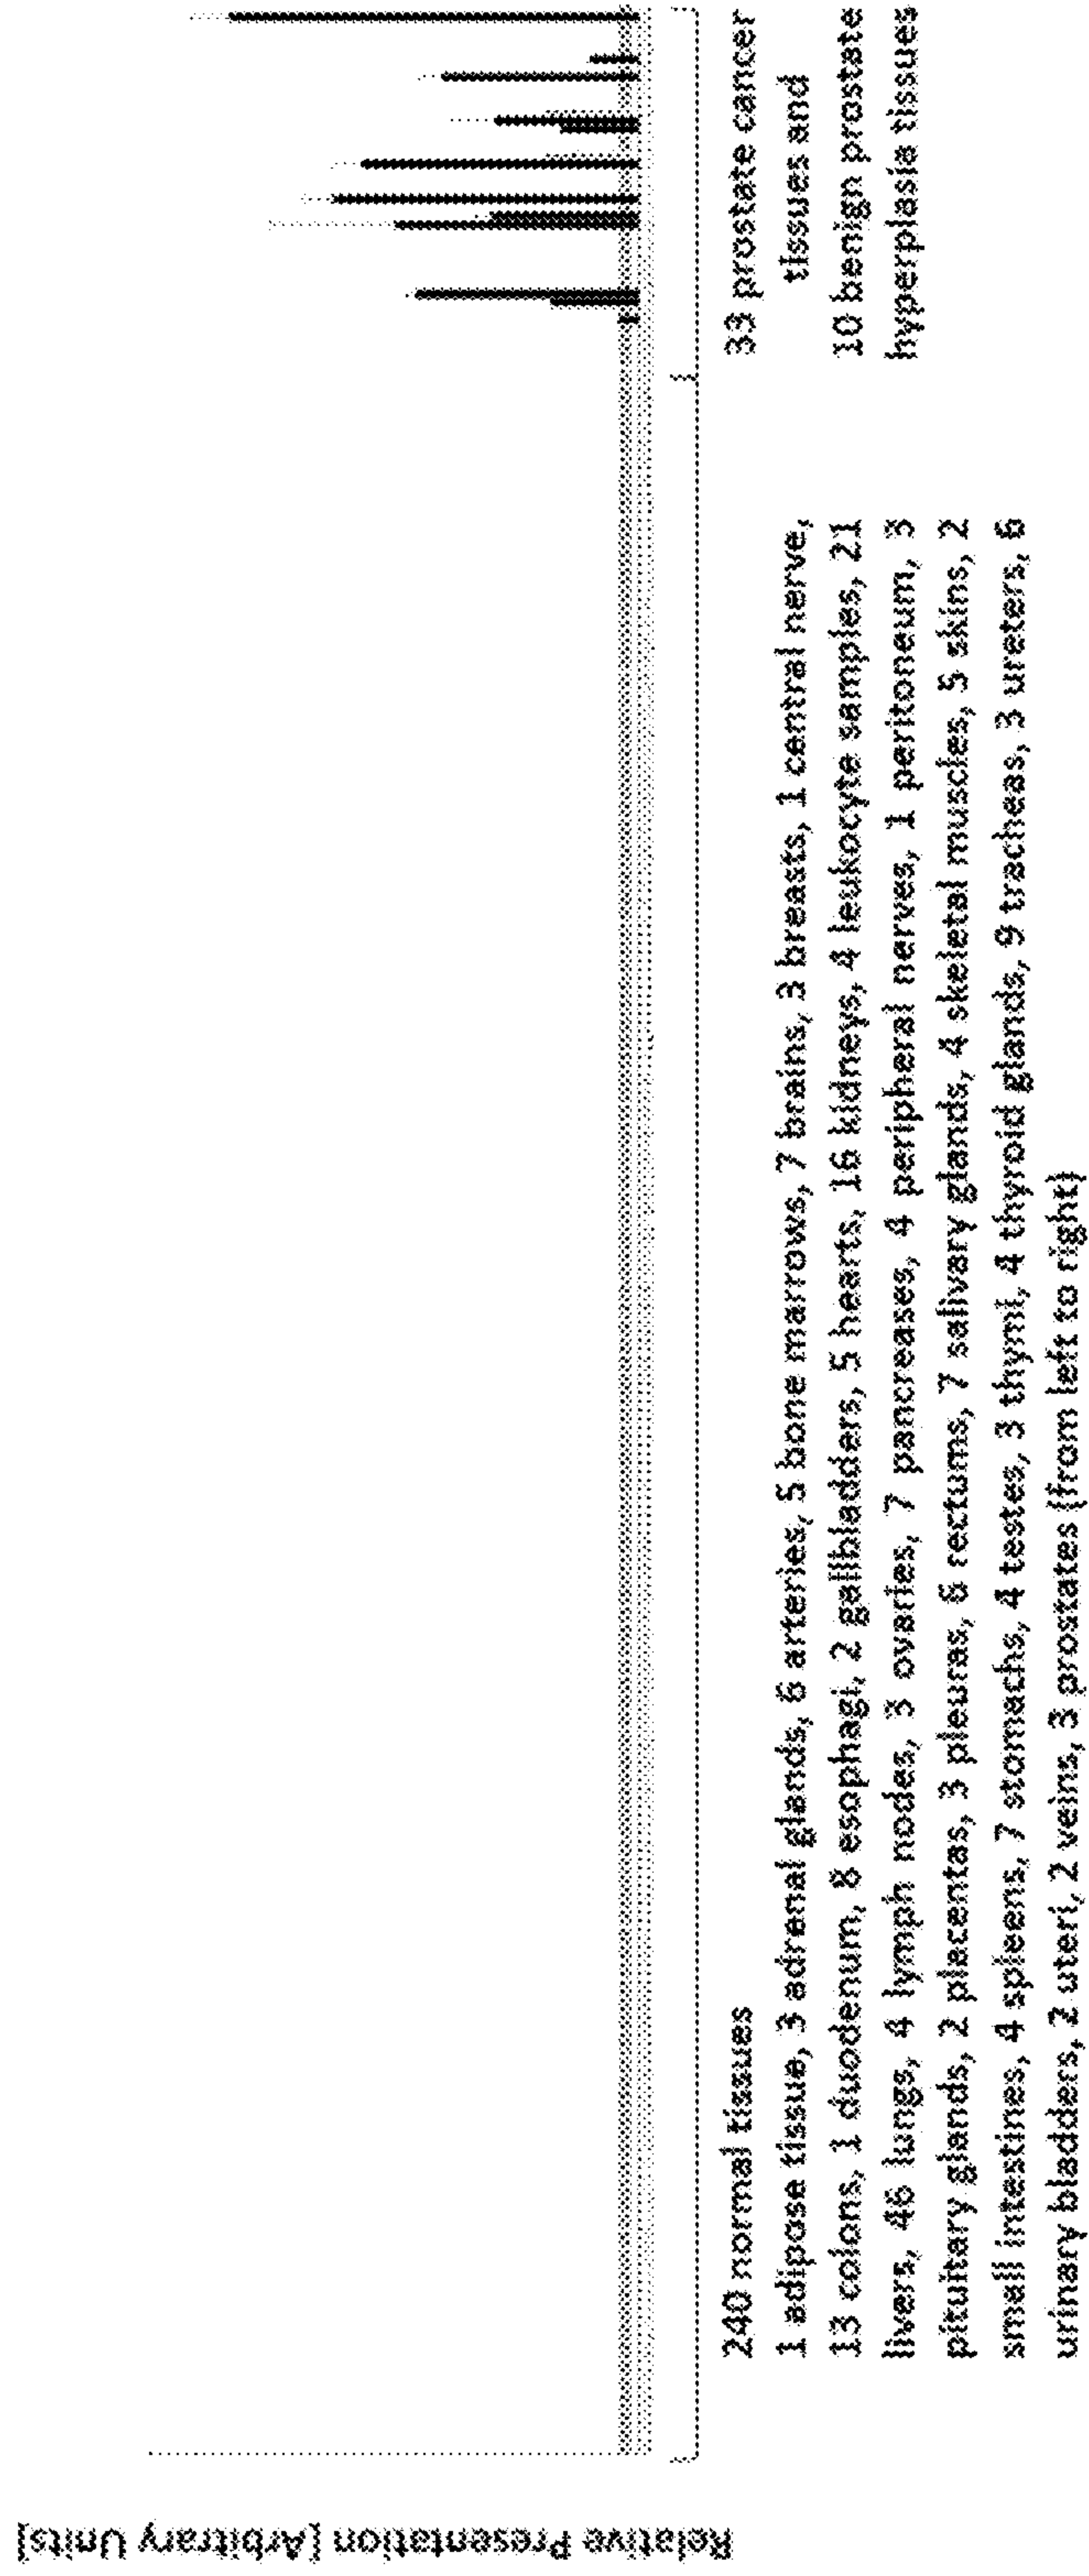 Relative Presentation [Arbitrary Units]
240 normal tissues
1 adipose tissue, 3 adrenal glands, 6 arteries, 5 bone marrows, 7 brains, 3 breasts, 1 central nerve,
13 colons, 1 duodenum, 8 esophagi, 2 gallbladders, 5 hearts, 16 kidneys, 4 leukocyte samples, 21
livers, 46 lungs, 4 lymph nodes, 3 ovaries, 7 pancreases, 4 peripheral nerves, 1 peritoneum, 3
pituitary glands, 2 placentas, 3 pleuras, 6 rectums, 7 salivary glands, 4 skeletal muscles, 5 skins, 2
small intestines, 4 spleens, 7 stomachs, 4 testes, 3 thymi, 4 thyroid glands, 9 tracheas, 3 ureters, 6
urinary bladders, 2 uteri, 2 veins, 3 prostates (from left to right)
33 prostate cancer
tissues and
10 benign prostate
hyperplasia tissues